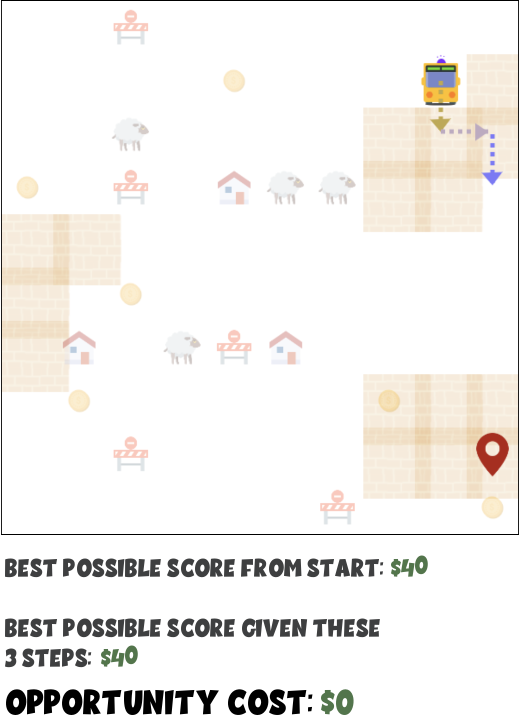 BEST POSSIBLE SCORE FROM START: $40
BEST POSSIBLE SCORE GIVEN THESE
3 STEPS: $40
OPPORTUNITY COST: $0